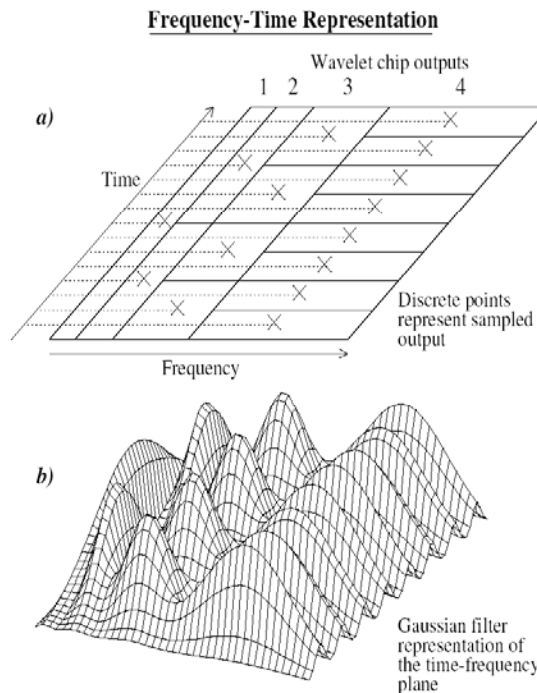 Frequency-Time Representation
Wavelet chip outputs
1 2 3 4
a)
Time
Discrete points
represent sampled
output
Frequency
b)
Gaussian filter
representation of
the time-frequency
plane